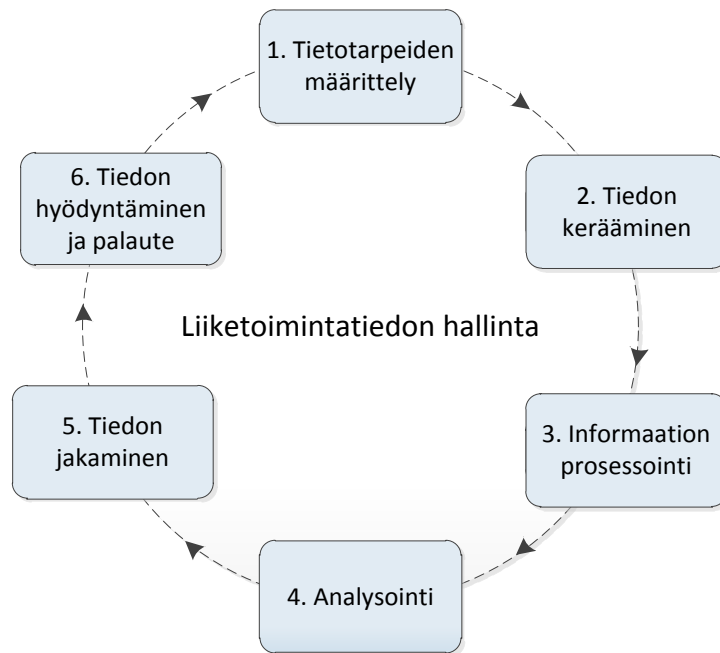 1. Tietotarpeiden
määrittely
2. Tiedon
kerääminen
3. Informaation
prosessointi
4. Analysointi
5. Tiedon
jakaminen
6. Tiedon
hyödyntäminen
ja palaute
Liiketoimintatiedon hallinta